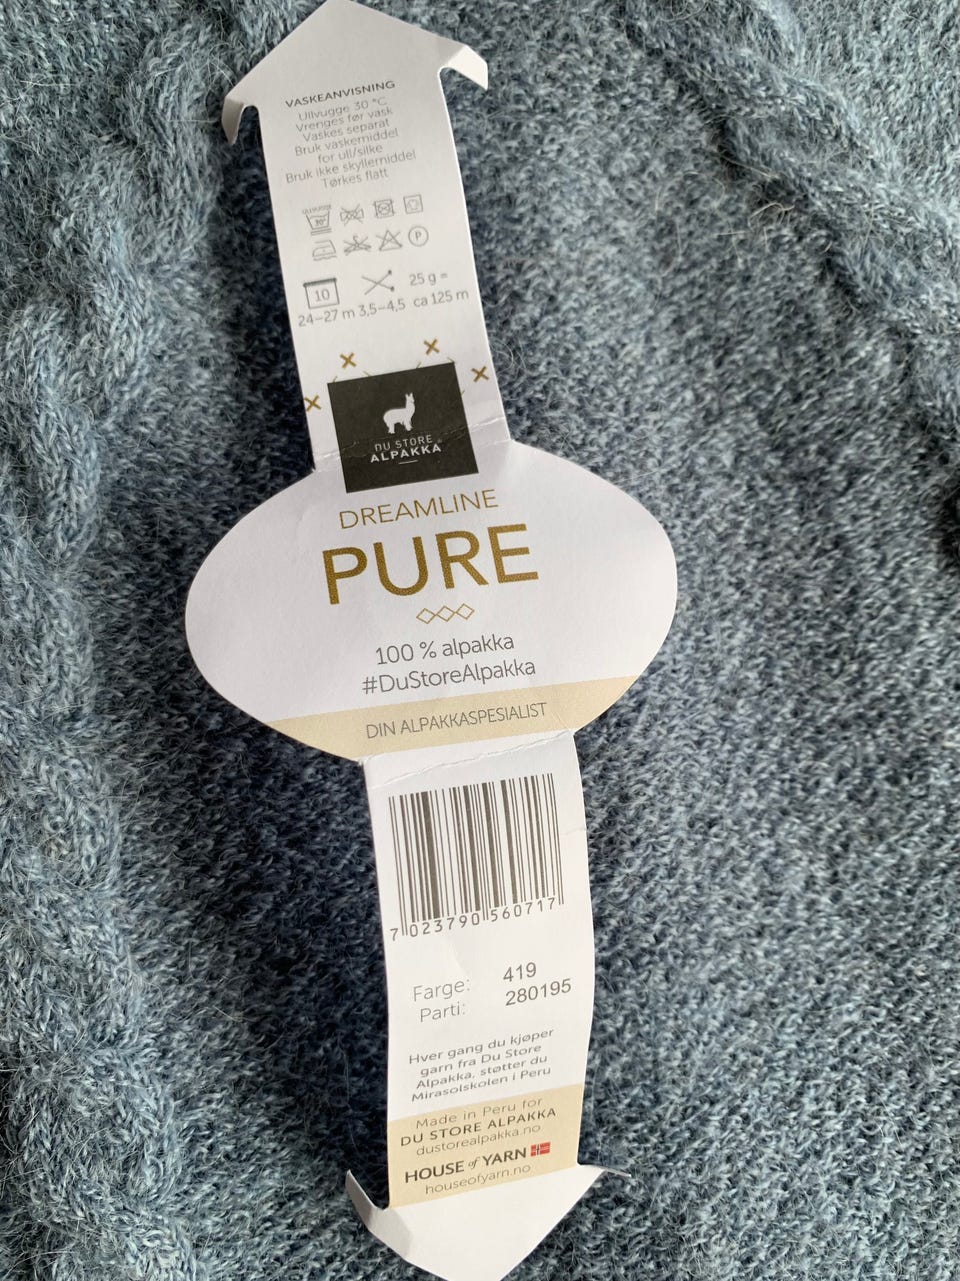 VASKEANVISNING
Ullvugge 30 °C
Vrenges før vask
Vaskes separat
Bruk vaskemiddel
for ull/silke
Bruk ikke skyllemiddel
Tørkes flatt
30°
P
10
25 g =
24–27 m 3,5–4,5 ca 125 m
DU STORE
ALPAKKA®
DREAMLINE
PURE
100 % alpakka
#DuStoreAlpakka
DIN ALPAKKASPESIALIST
7 023790 560717
Farge: 419
Parti: 280195
Hver gang du kjøper
garn fra Du Store
Alpakka, støtter du
Mirasolskolen i Peru
Made in Peru for
DU STORE ALPAKKA
dustorealpakka.no
HOUSE of YARN
houseofyarn.no